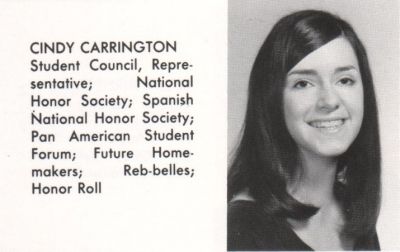 CINDY CARRINGTON
Student Council, Repre-
sentative; National
Honor Society; Spanish
National Honor Society;
Pan American Student
Forum; Future Home-
makers; Reb-belles;
Honor Roll